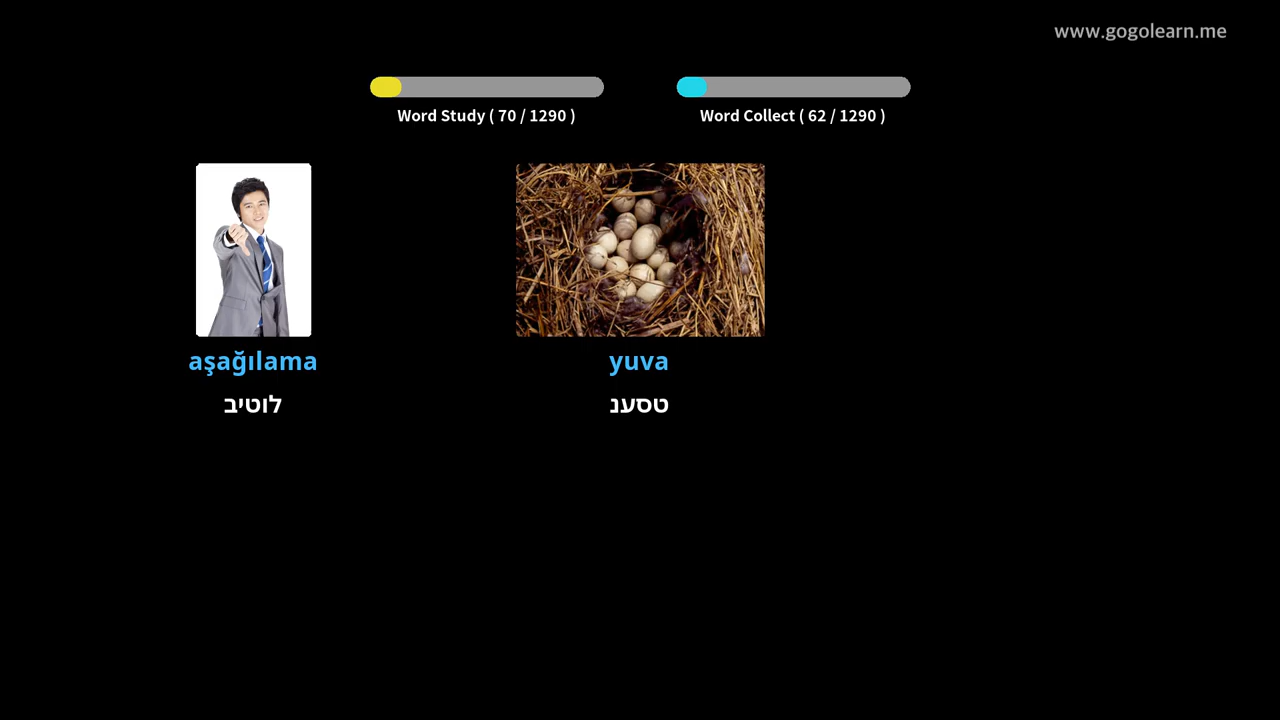 www.gogolearn.me
Word Study ( 70 / 1290 )
Word Collect ( 62 / 1290 )
aşağılama
לוטיב
yuva
טסענ